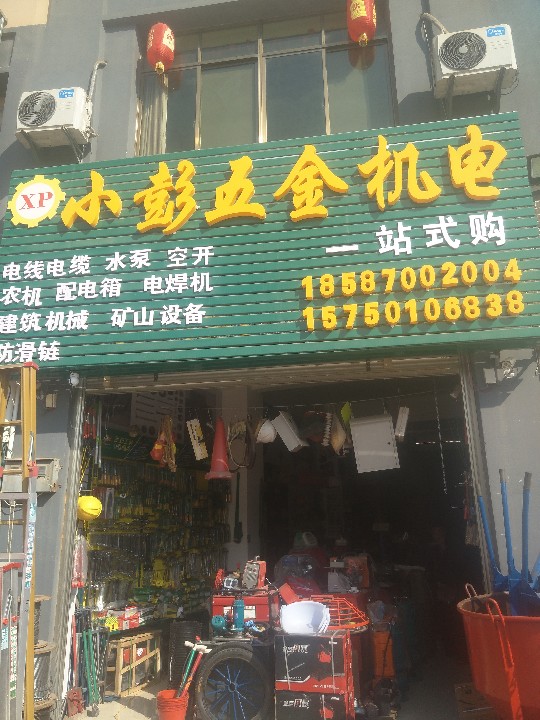 XP 小彭五金机电
一站式购
电线电缆 水泵 空开
农机 配电箱 电焊机
建筑机械 矿山设备
防滑链
18587002004
15750106838